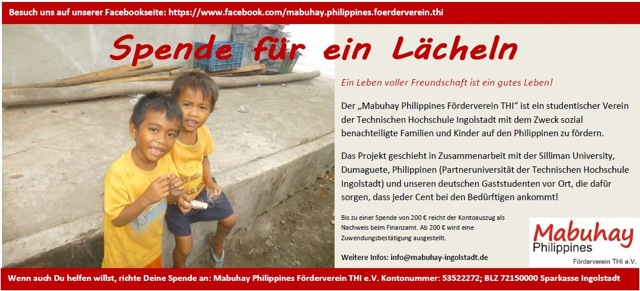 Besuch uns auf unserer Facebookseite: https://www.facebook.com/mabuhay.philippines.foerderverein.thi
Spende für ein Lächeln
Ein Leben voller Freundschaft ist ein gutes Leben!
Der „Mabuhay Philippines Förderverein THI" ist ein studentischer Verein
der Technischen Hochschule Ingolstadt mit dem Zweck sozial
benachteiligte Familien und Kinder auf den Philippinen zu fördern.
Das Projekt geschieht in Zusammenarbeit mit der Silliman University,
Dumaguete, Philippinen (Partneruniversität der Technischen Hochschule
Ingolstadt) und unseren deutschen Gaststudenten vor Ort, die dafür
sorgen, dass jeder Cent bei den Bedürftigen ankommt!
Bis zu einer Spende von 200 € reicht der Kontoauszug als
Nachweis beim Finanzamt. Ab 200 € wird eine
Zuwendungsbestätigung ausgestellt.
Weitere Infos: info@mabuhay-ingolstadt.de
Mabuhay
Philippines
Förderverein THI e.V.
Wenn auch Du helfen willst, richte Deine Spende an: Mabuhay Philippines Förderverein THI e.V. Kontonummer: 53522272; BLZ 72150000 Sparkasse Ingolstadt